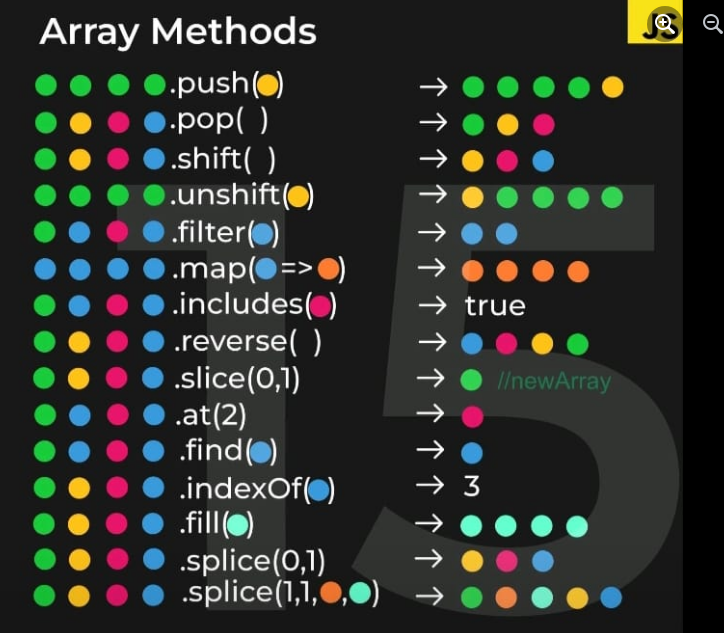 Array Methods
JS
.push( )
.pop( )
.shift( )
.unshift( )
.filter( )
.map( => )
.includes( ) → true
.reverse( )
.slice(0,1) → //newArray
.at(2)
.find( )
.indexOf( ) → 3
.fill( )
.splice(0,1)
.splice(1,1, , )
15